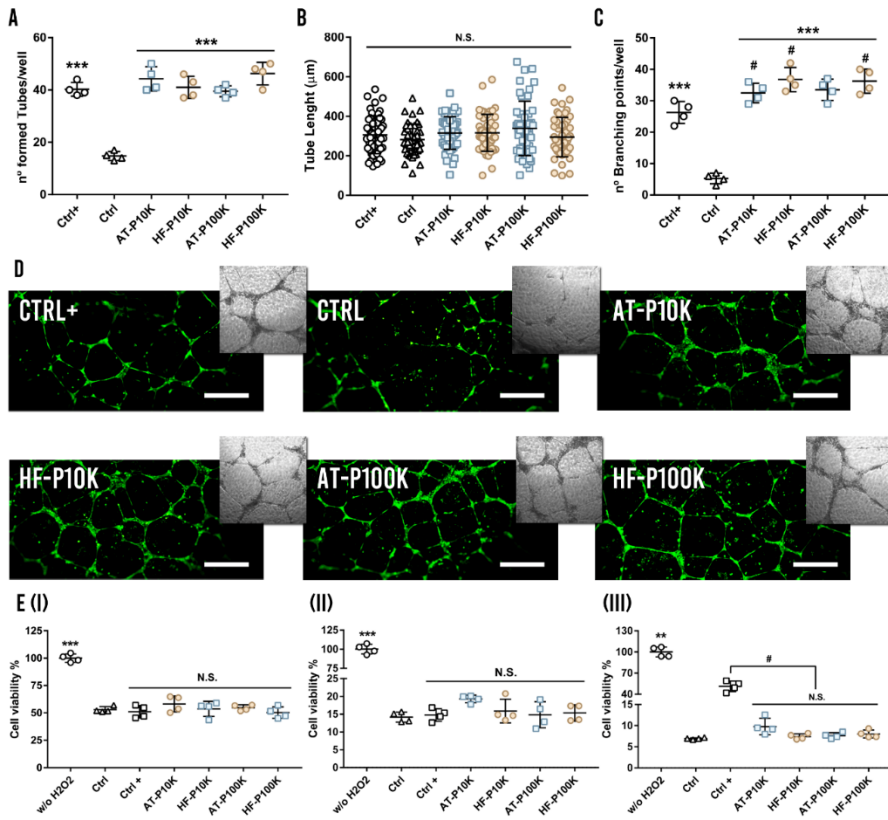 A
nº formed Tubes/well
60
40
20
0
***
***
Ctrl+
Ctrl
AT-P10K
HF-P10K
AT-P100K
HF-P100K
B
Tube Lenght (µm)
800
600
400
200
0
N.S.
Ctrl+
Ctrl
AT-P10K
HF-P10K
AT-P100K
HF-P100K
C
nº Branching points/well
50
40
30
20
10
0
***
***
#
#
#
Ctrl+
Ctrl
AT-P10K
HF-P10K
AT-P100K
HF-P100K
D
CTRL+
CTRL
AT-P10K
HF-P10K
AT-P100K
HF-P100K
E (I)
Cell viability %
125
100
75
50
25
0
***
N.S.
w/o H2O2
Ctrl
Ctrl +
AT-P10K
HF-P10K
AT-P100K
HF-P100K
(II)
Cell viability %
125
100
75
50
25
20
15
10
5
0
***
N.S.
w/o H2O2
Ctrl
Ctrl +
AT-P10K
HF-P10K
AT-P100K
HF-P100K
(III)
Cell viability %
130
100
70
40
15
10
5
0
**
#
N.S.
w/o H2O2
Ctrl
Ctrl +
AT-P10K
HF-P10K
AT-P100K
HF-P100K